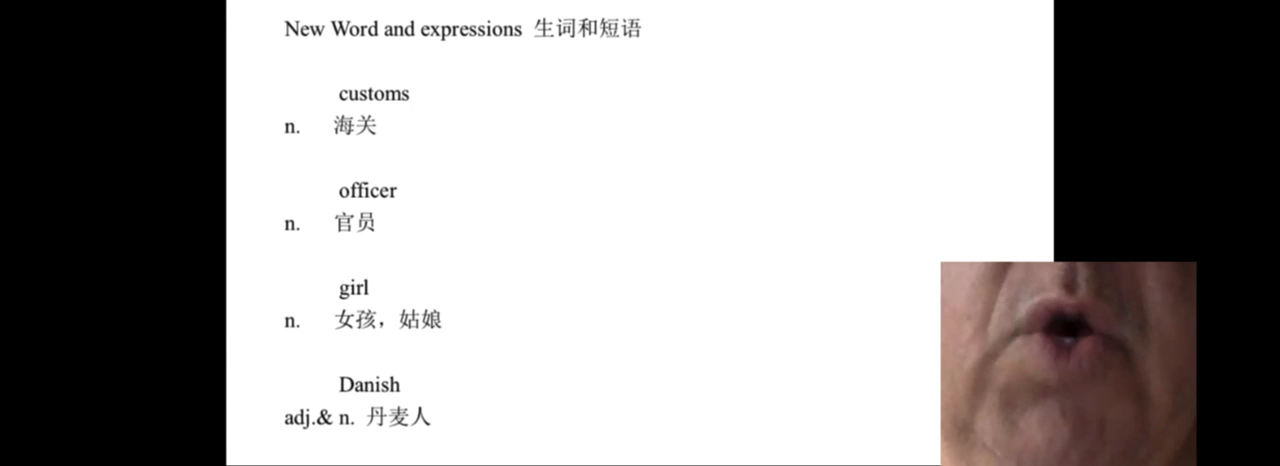 New Word and expressions 生词和短语
customs
n. 海关
officer
n. 官员
girl
n. 女孩，姑娘
Danish
adj.& n. 丹麦人